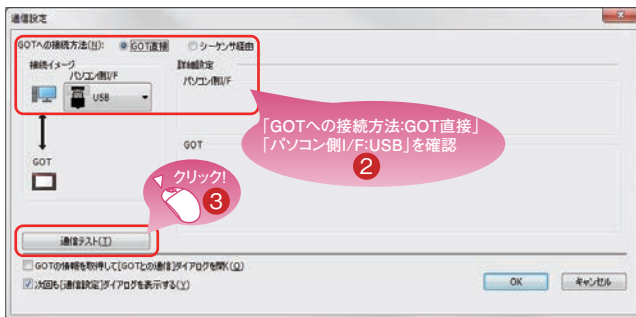 通信設定
GOTへの接続方法(N): GOT直接 シーケンサ経由
接続イメージ
パソコン側I/F
USB
GOT
詳細設定
パソコン側I/F
GOT
「GOTへの接続方法:GOT直接」
「パソコン側I/F:USB」を確認
2
クリック!
3
通信テスト(T)
GOTの情報を取得して[GOTとの通信]ダイアログを開く(O)
次回も[通信設定]ダイアログを表示する(Y)
OK キャンセル